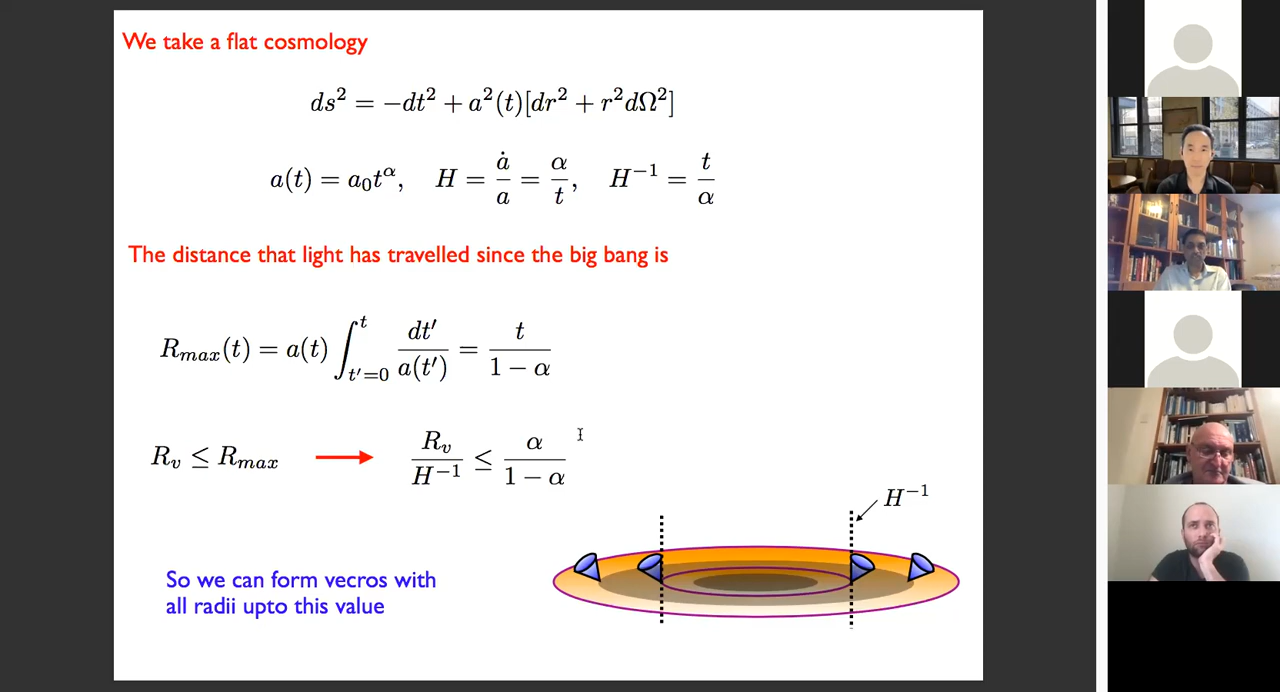 We take a flat cosmology
ds² = −dt² + a²(t)[dr² + r²dΩ²]
a(t) = a₀t^α, H = ȧ/a = α/t, H⁻¹ = t/α
The distance that light has travelled since the big bang is
R_max(t) = a(t) ∫_{t′=0}^{t} dt′/a(t′) = t/(1 − α)
R_v ≤ R_max → R_v/H⁻¹ ≤ α/(1 − α)
H⁻¹
So we can form vecros with
all radii upto this value